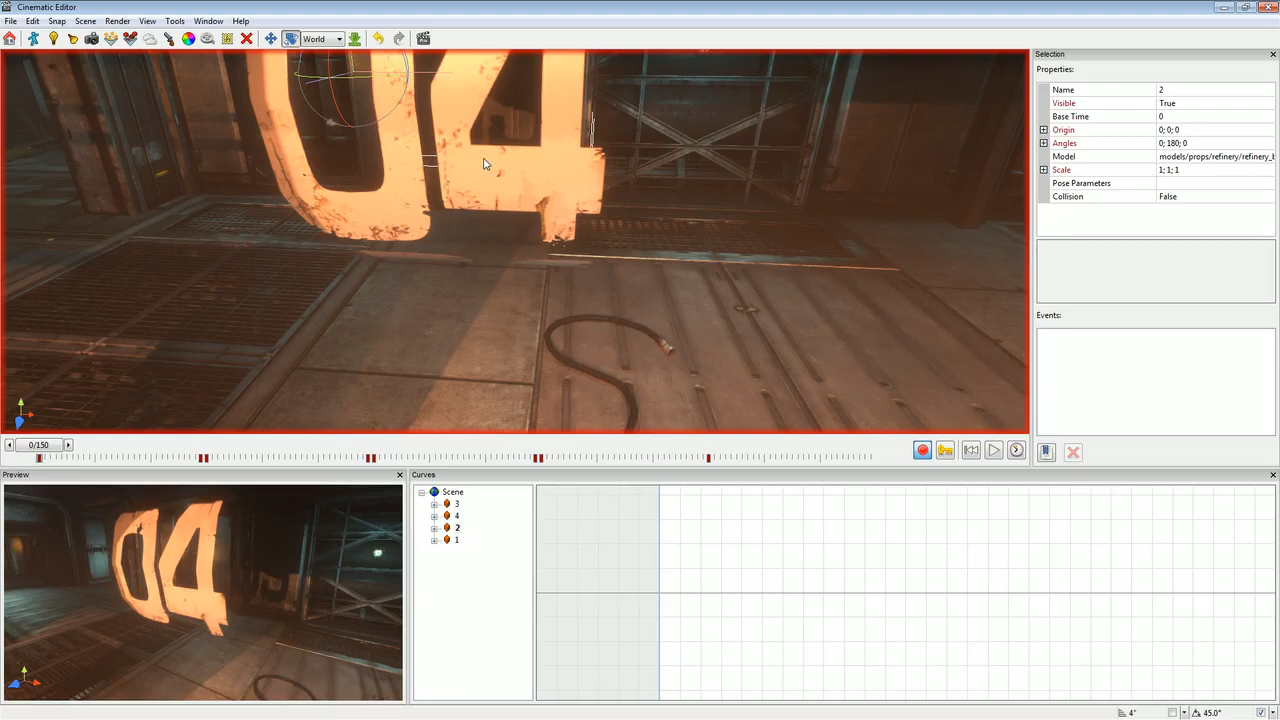 Cinematic Editor
File Edit Snap Scene Render View Tools Window Help
World
04
Selection
Properties:
Name 2
Visible True
Base Time 0
Origin 0; 0; 0
Angles 0; 180; 0
Model models/props/refinery/refinery_
Scale 1; 1; 1
Pose Parameters
Collision False
Events:
0/150
Preview
04
Curves
Scene
3
4
2
1
4"
45.0°